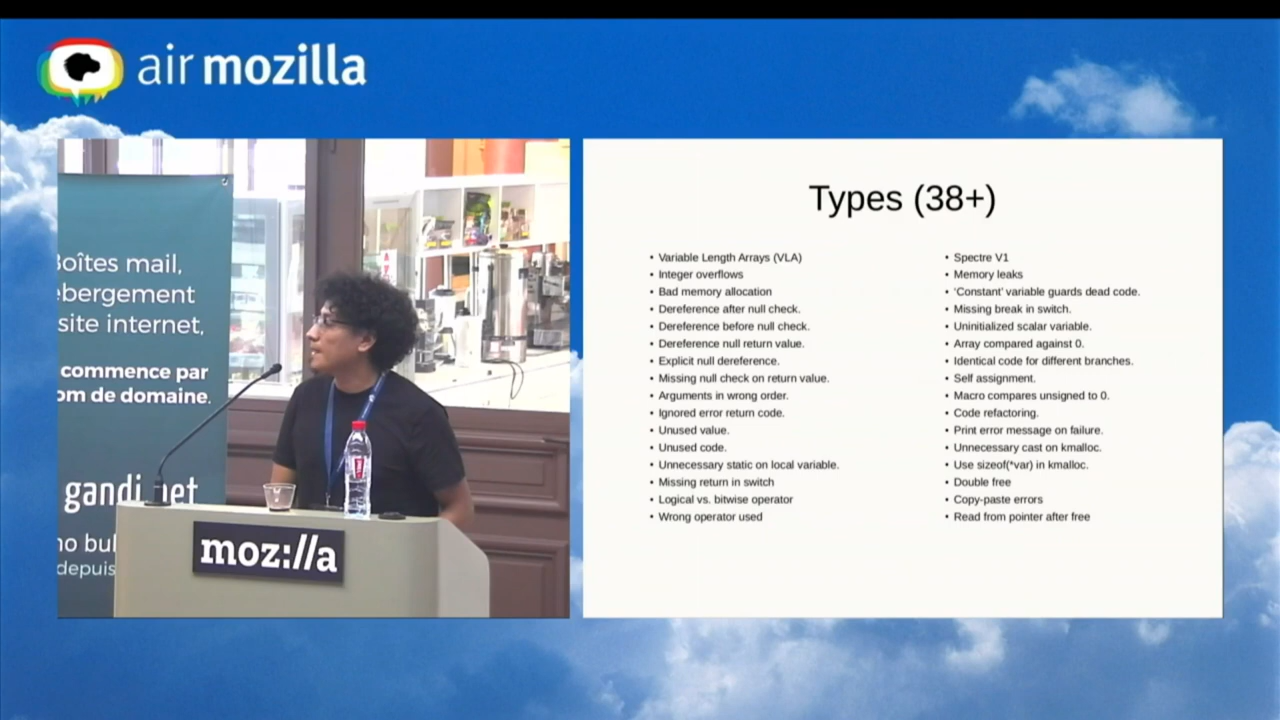 air mozilla
Boîtes mail,
ébergement
site internet,
commence par
om de domaine.
gandi.net
no bul
depuis
moz://a
Types (38+)
• Variable Length Arrays (VLA)
• Integer overflows
• Bad memory allocation
• Dereference after null check.
• Dereference before null check.
• Dereference null return value.
• Explicit null dereference.
• Missing null check on return value.
• Arguments in wrong order.
• Ignored error return code.
• Unused value.
• Unused code.
• Unnecessary static on local variable.
• Missing return in switch
• Logical vs. bitwise operator
• Wrong operator used
• Spectre V1
• Memory leaks
• 'Constant' variable guards dead code.
• Missing break in switch.
• Uninitialized scalar variable.
• Array compared against 0.
• Identical code for different branches.
• Self assignment.
• Macro compares unsigned to 0.
• Code refactoring.
• Print error message on failure.
• Unnecessary cast on kmalloc.
• Use sizeof(*var) in kmalloc.
• Double free
• Copy-paste errors
• Read from pointer after free